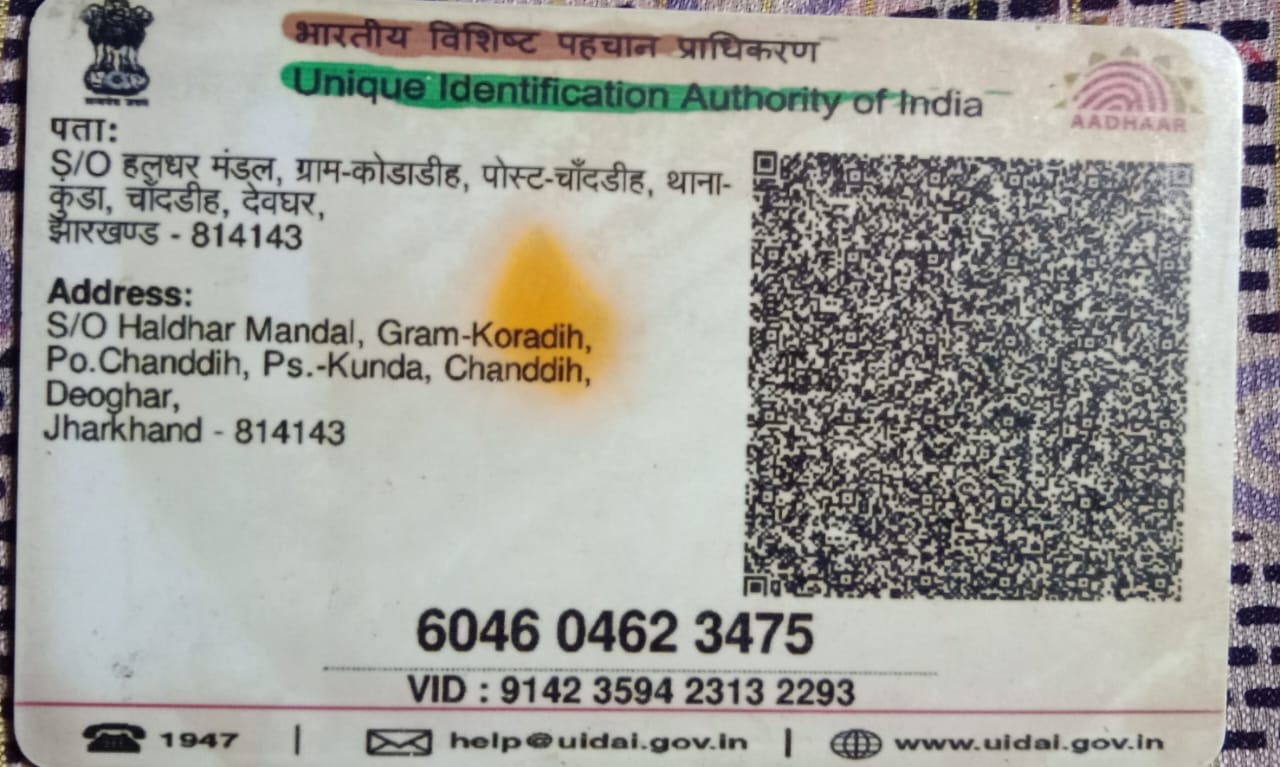 भारतीय विशिष्ट पहचान प्राधिकरण
Unique Identification Authority of India
AADHAAR
पता:
S/O हलधर मंडल, ग्राम-कोडाडीह, पोस्ट-चाँदडीह, थाना-
कुंडा, चाँदडीह, देवघर,
झारखण्ड - 814143
Address:
S/O Haldhar Mandal, Gram-Koradih,
Po.Chanddih, Ps.-Kunda, Chanddih,
Deoghar,
Jharkhand - 814143
6046 0462 3475
VID : 9142 3594 2313 2293
1947 | help@uidai.gov.in | www.uidai.gov.in